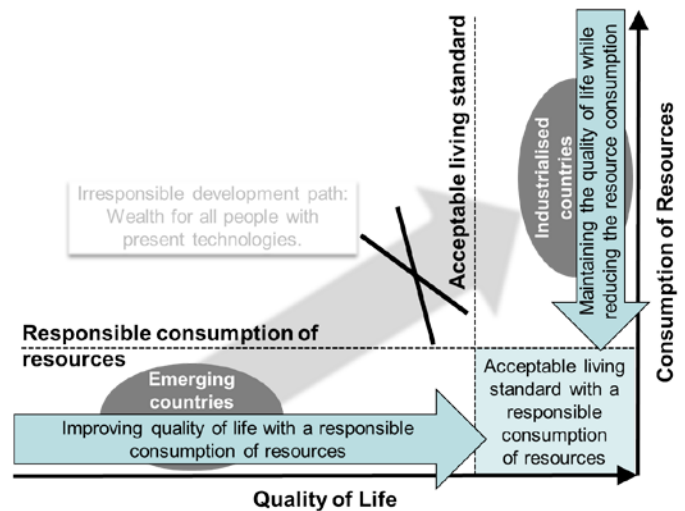 Irresponsible development path:
Wealth for all people with
present technologies.
Acceptable living standard
Industrialised
countries
Maintaining the quality of life while
reducing the resource consumption
Consumption of Resources
Responsible consumption of
resources
Emerging
countries
Improving quality of life with a responsible
consumption of resources
Acceptable living
standard with a
responsible
consumption
of resources
Quality of Life